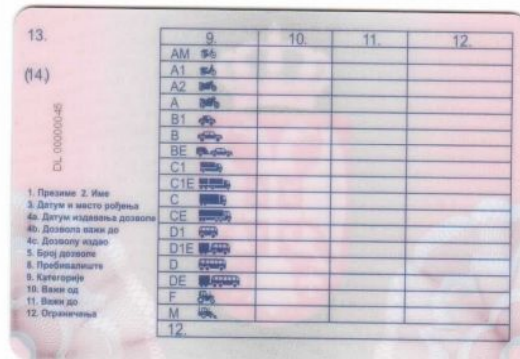 13.
(14.)
DL 00000046
1. Презиме 2. Име
3. Датум и место рођења
4а. Датум издавања дозволе
4b. Дозвола важи до
4c. Дозволу издао
5. Број дозволе
8. Пребивалиште
9. Категорије
10. Важи од
11. Важи до
12. Ограничења
9. 10. 11. 12.
AM
A1
A2
A
B1
B
BE
C1
C1E
C
CE
D1
D1E
D
DE
F
M
12.